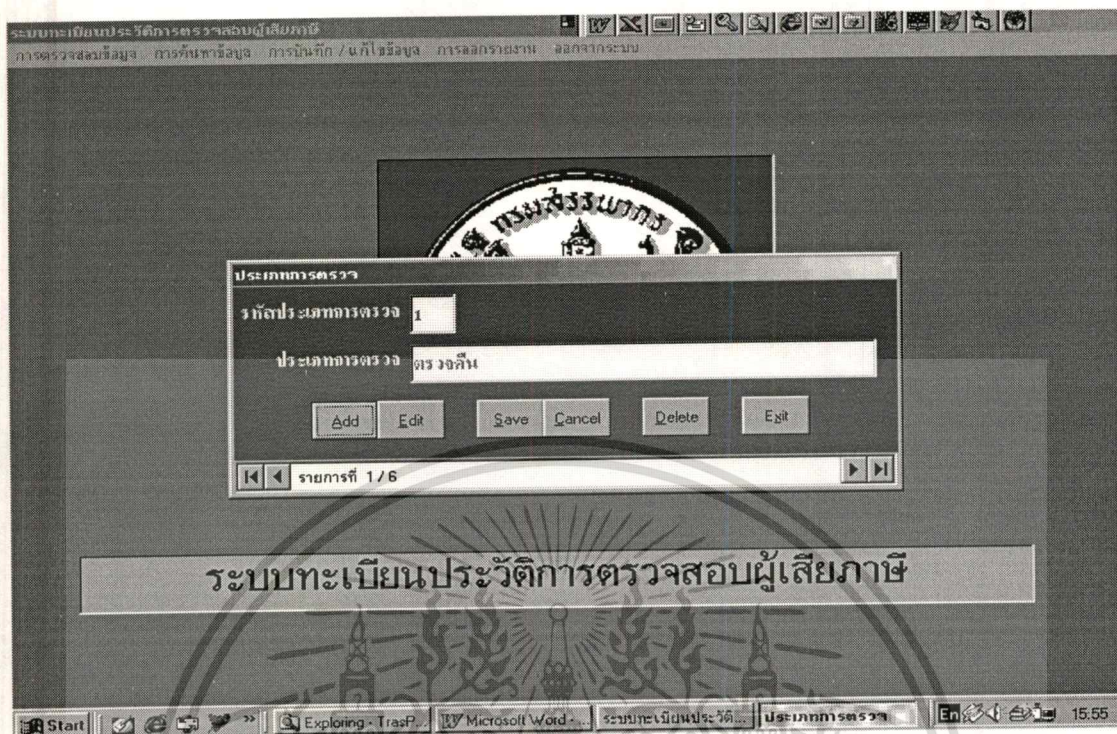 ระบบทะเบียนประวัติการตรวจสอบผู้เสียภาษี
การตรวจสอบข้อมูล การค้นหาข้อมูล การบันทึก / แก้ไขข้อมูล การออกรายงาน ออกจากระบบ
กรมสรรพากร
ประเภทการตรวจ
รหัสประเภทการตรวจ 1
ประเภทการตรวจ ตรวจคืน
Add Edit Save Cancel Delete Exit
รายการที่ 1 / 6
ระบบทะเบียนประวัติการตรวจสอบผู้เสียภาษี
Start Exploring - TrasP... Microsoft Word - ... ระบบทะเบียนประวัติ... ประเภทการตรวจ En 15:55